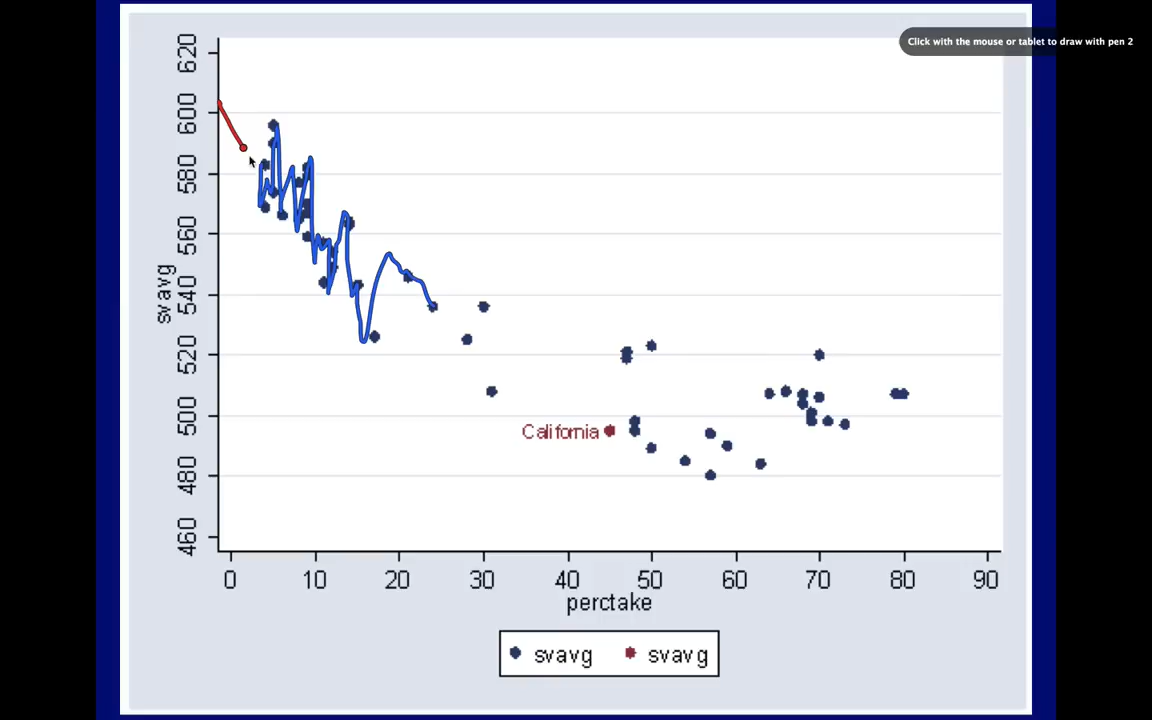 Click with the mouse or tablet to draw with pen 2
620
600
580
560
540
520
500
480
460
svavg
California
0 10 20 30 40 50 60 70 80 90
perctake
svavg svavg